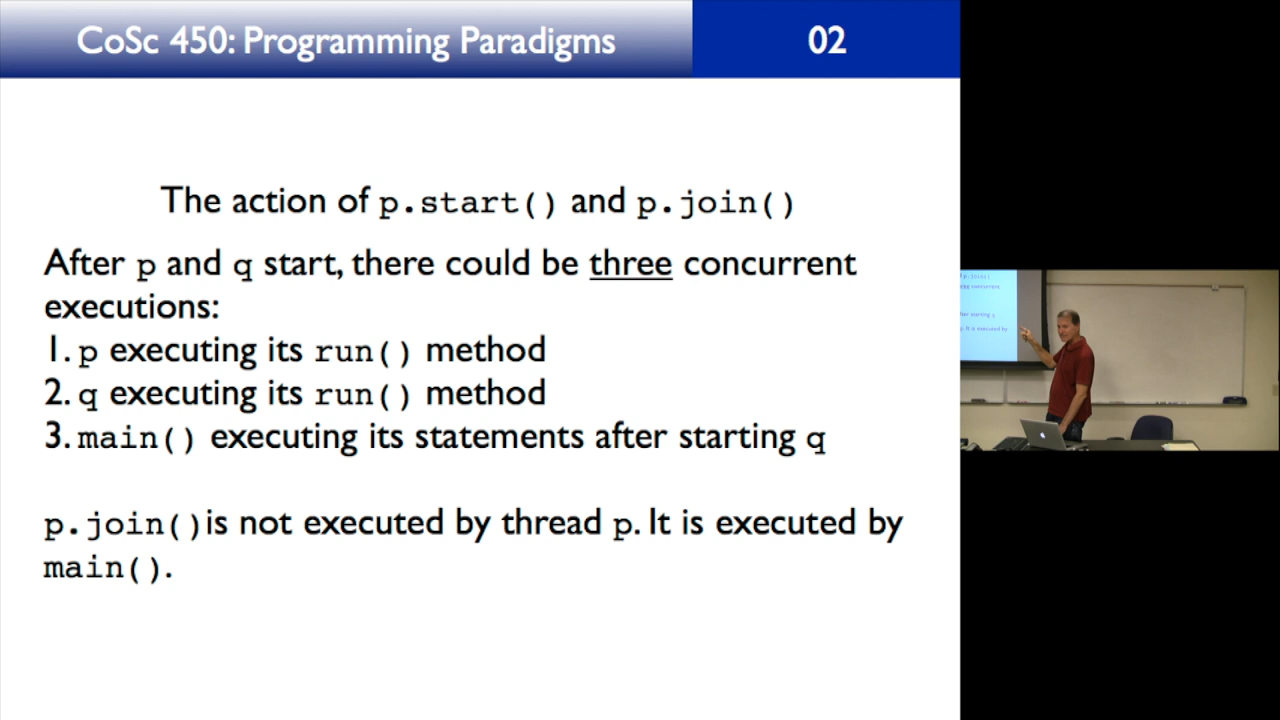 CoSc 450: Programming Paradigms
02
The action of p.start() and p.join()
After p and q start, there could be three concurrent
executions:
1. p executing its run() method
2. q executing its run() method
3. main() executing its statements after starting q
p.join()is not executed by thread p. It is executed by
main().